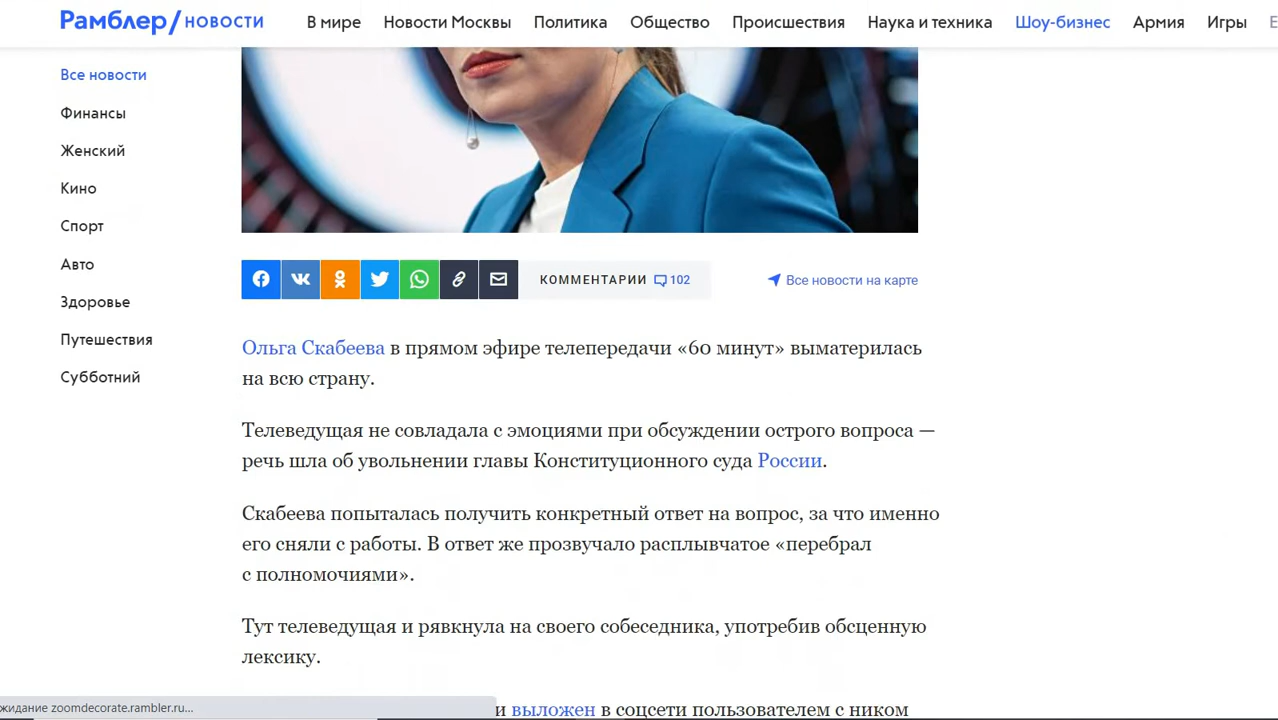 Рамблер/НОВОСТИ В мире Новости Москвы Политика Общество Происшествия Наука и техника Шоу-бизнес Армия Игры
Все новости
Финансы
Женский
Кино
Спорт
Авто
Здоровье
Путешествия
Субботний
КОММЕНТАРИИ 102 Все новости на карте
Ольга Скабеева в прямом эфире телепередачи «60 минут» выматерилась
на всю страну.
Телеведущая не совладала с эмоциями при обсуждении острого вопроса —
речь шла об увольнении главы Конституционного суда России.
Скабеева попыталась получить конкретный ответ на вопрос, за что именно
его сняли с работы. В ответ же прозвучало расплывчатое «перебрал
с полномочиями».
Тут телеведущая и рявкнула на своего собеседника, употребив обсценную
лексику.
жидание zoomdecorate.rambler.ru...
и выложен в соцсети пользователем с ником